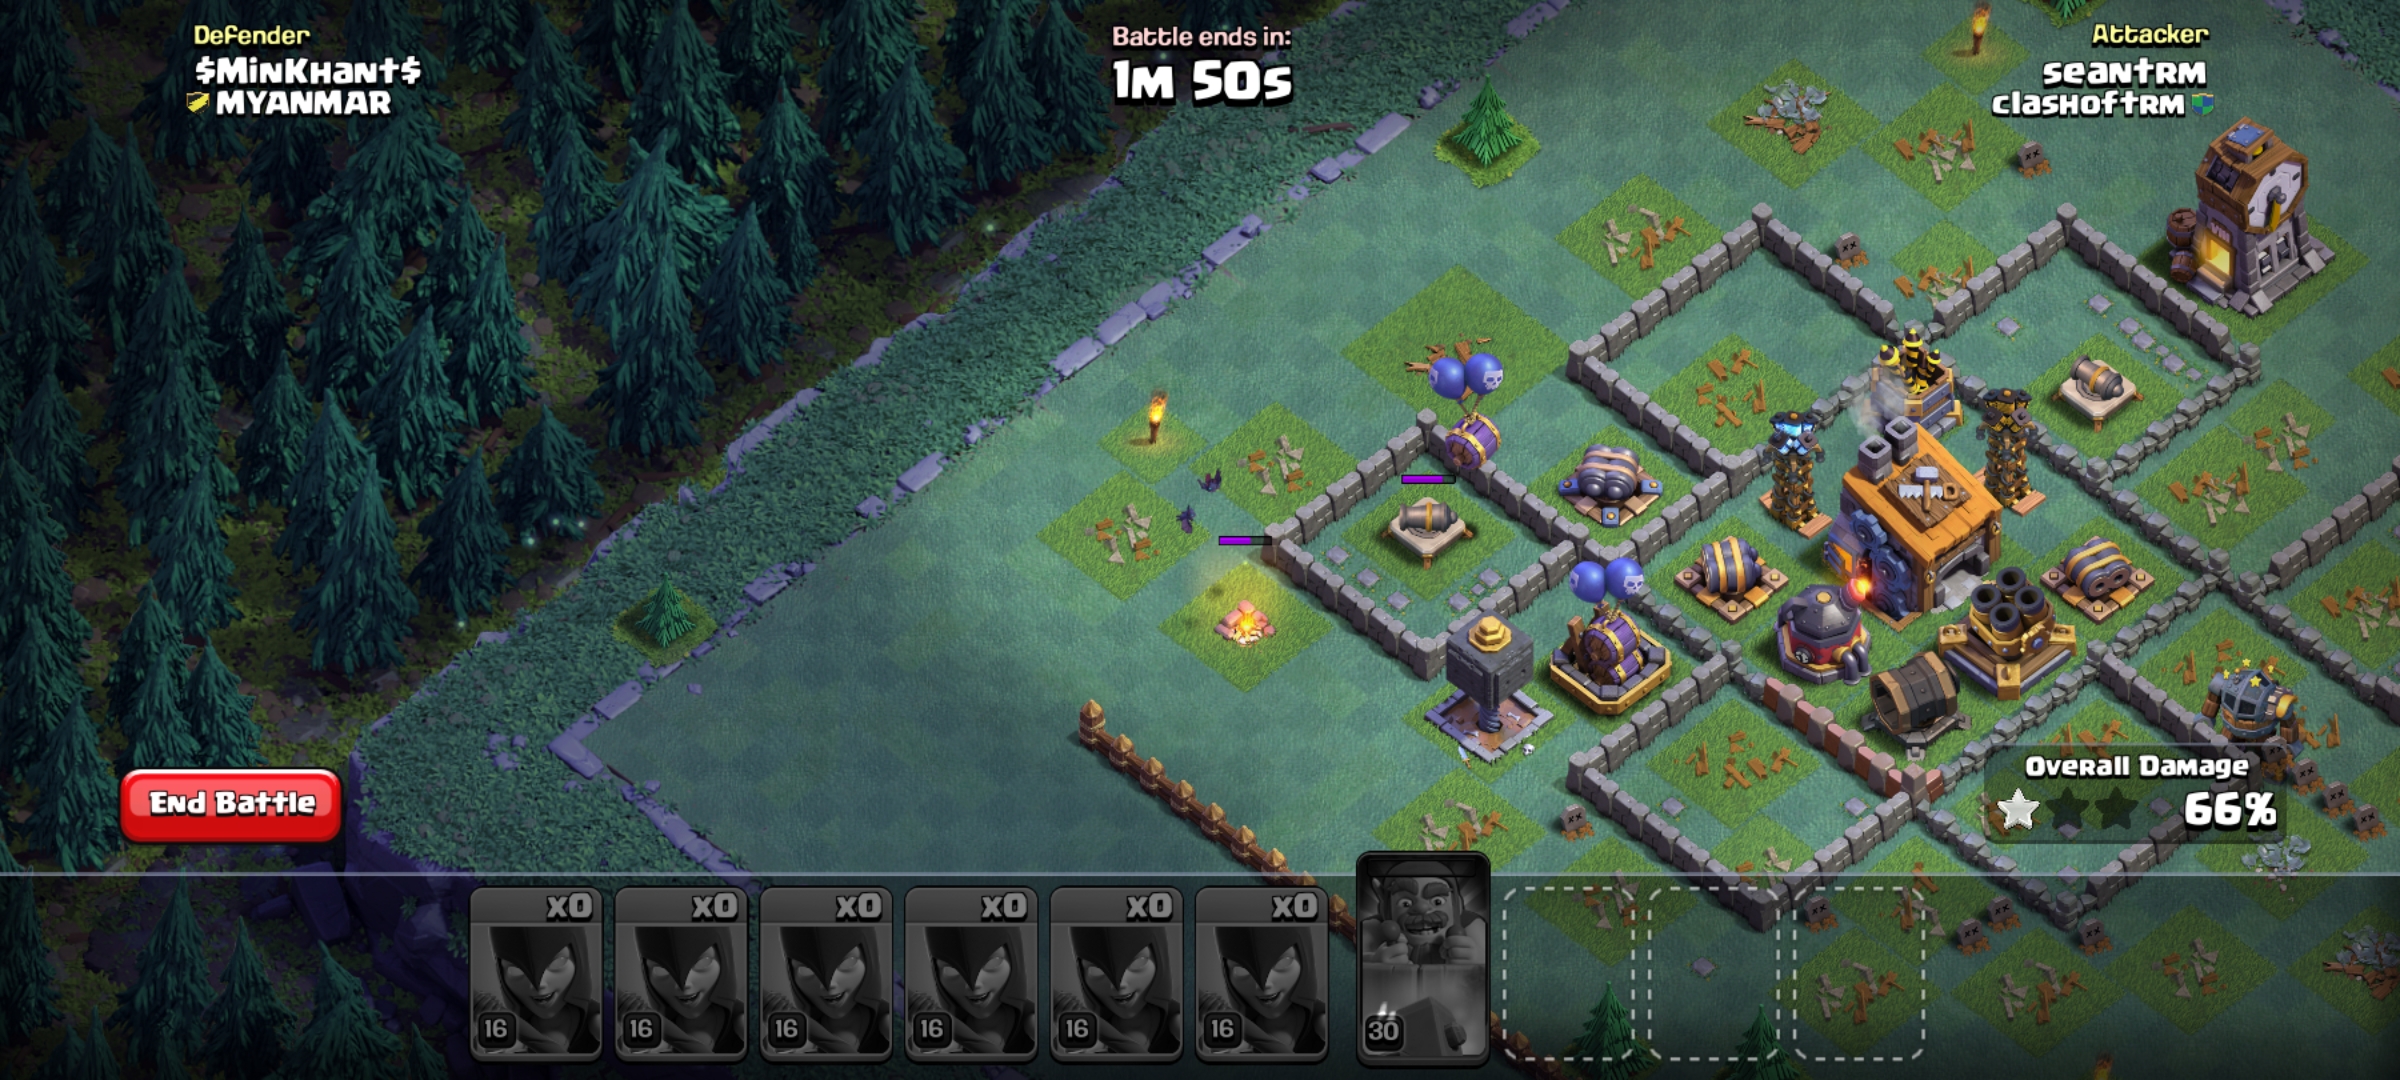 Defender
$MinKhant$
MYANMAR
Battle ends in:
1M 50s
Attacker
seantRM
clashoftRM
End Battle
Overall Damage
66%
x0
x0
x0
x0
x0
x0
16
16
16
16
16
16
30